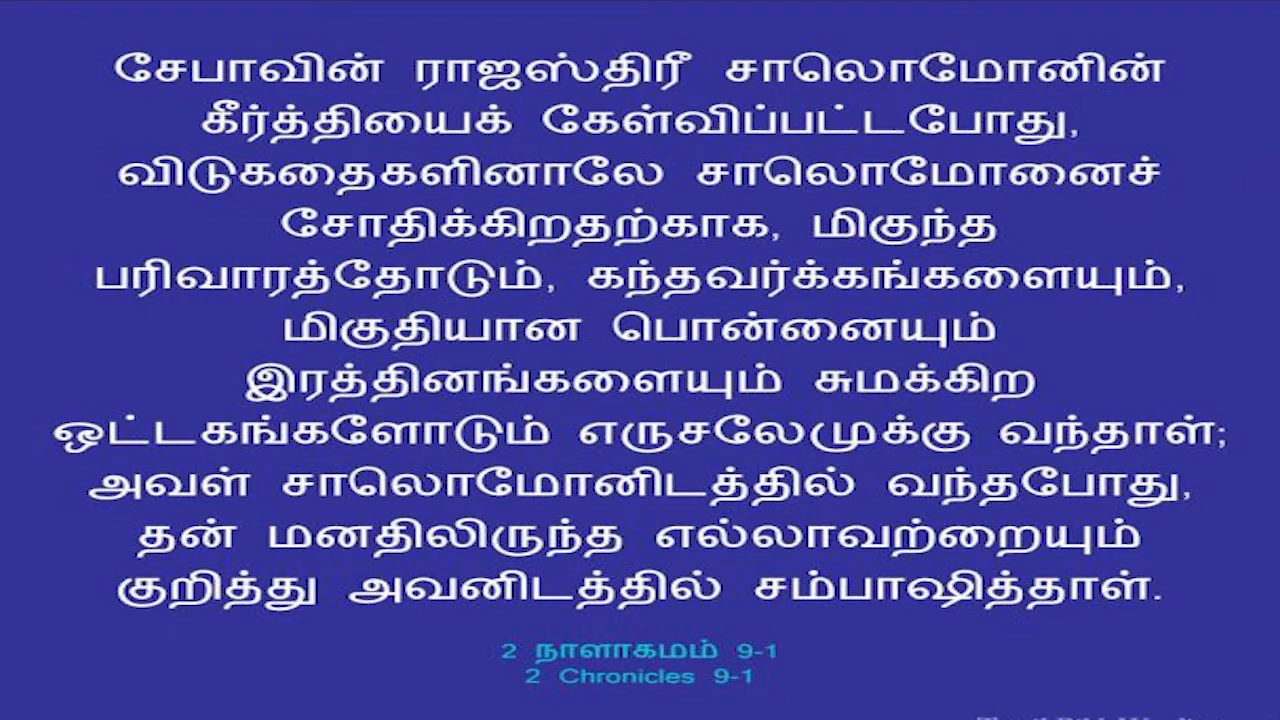 சேபாவின் ராஜஸ்திரீ சாலொமோனின்
கீர்த்தியைக் கேள்விப்பட்டபோது,
விடுகதைகளினாலே சாலொமோனைச்
சோதிக்கிறதற்காக, மிகுந்த
பரிவாரத்தோடும், கந்தவர்க்கங்களையும்,
மிகுதியான பொன்னையும்
இரத்தினங்களையும் சுமக்கிற
ஒட்டகங்களோடும் எருசலேமுக்கு வந்தாள்;
அவள் சாலொமோனிடத்தில் வந்தபோது,
தன் மனதிலிருந்த எல்லாவற்றையும்
குறித்து அவனிடத்தில் சம்பாஷித்தாள்.
2 நாளாகமம் 9-1
2 Chronicles 9-1